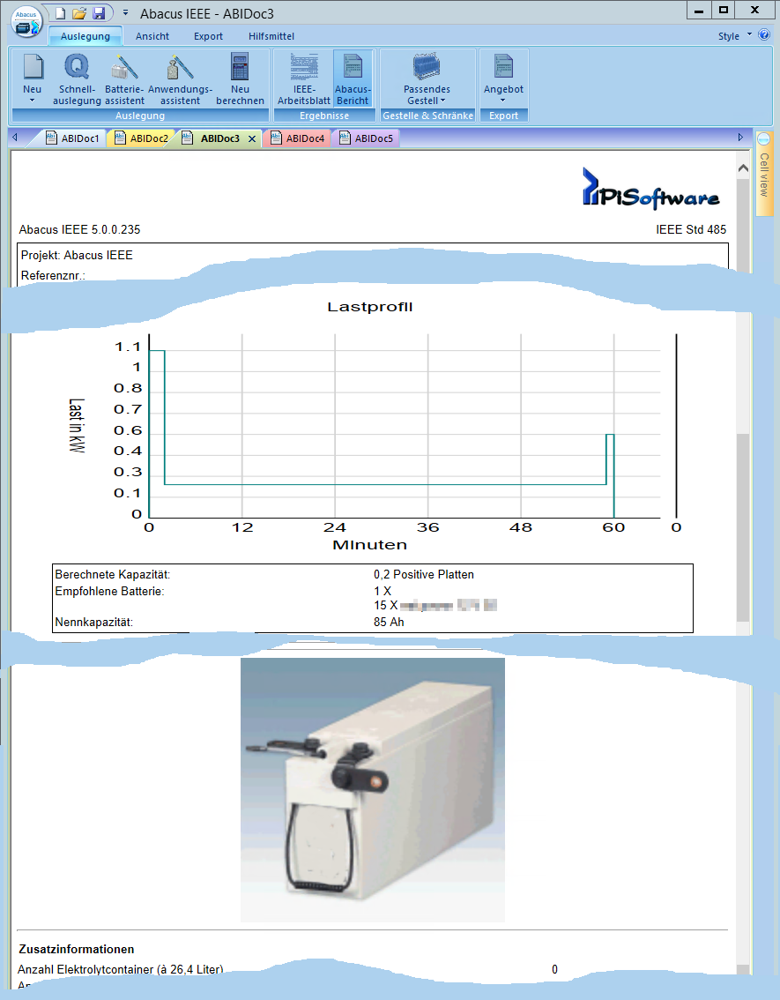 Abacus
Abacus IEEE - ABIDoc3
Auslegung Ansicht Export Hilfsmittel Style
Neu
Schnell-
auslegung
Batterie-
assistent
Anwendungs-
assistent
Neu
berechnen
Auslegung
IEEE-
Arbeitsblatt
Abacus-
Bericht
Ergebnisse
Passendes
Gestell
Gestelle & Schränke
Angebot
Export
ABIDoc1 ABIDoc2 ABIDoc3 ABIDoc4 ABIDoc5
Cell view
PiSoftware
Abacus IEEE 5.0.0.235 IEEE Std 485
Projekt: Abacus IEEE
Referenznr.:
Lastprofil
1.1
1
0.8
0.7
0.6
0.4
0.3
0.1
0
Last in kW
0 12 24 36 48 60 0
Minuten
Berechnete Kapazität: 0,2 Positive Platten
Empfohlene Batterie: 1 X
15 X
Nennkapazität: 85 Ah
Zusatzinformationen
Anzahl Elektrolytcontainer (à 26,4 Liter) 0